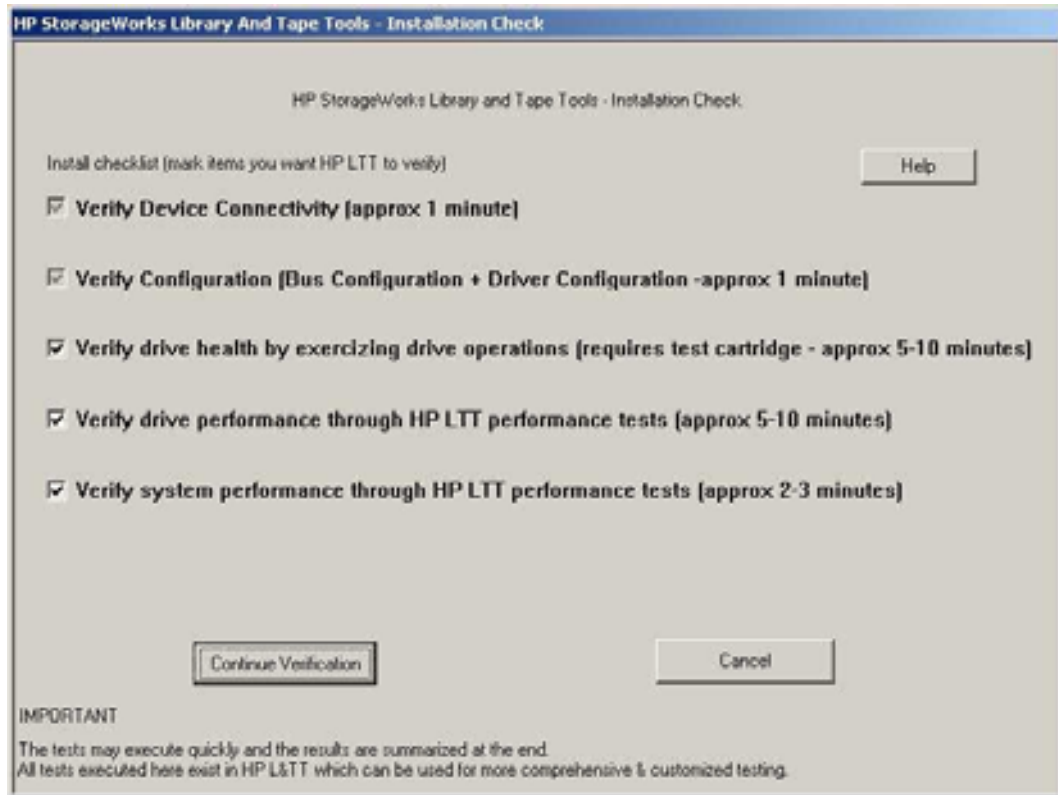 HP StorageWorks Library And Tape Tools - Installation Check
HP StorageWorks Library and Tape Tools - Installation Check
Install checklist (mark items you want HP LTT to verify)
Help
Verify Device Connectivity (approx 1 minute)
Verify Configuration (Bus Configuration + Driver Configuration -approx 1 minute)
Verify drive health by exercizing drive operations (requires test cartridge - approx 5-10 minutes)
Verify drive performance through HP LTT performance tests (approx 5-10 minutes)
Verify system performance through HP LTT performance tests (approx 2-3 minutes)
Continue Verification
Cancel
IMPORTANT
The tests may execute quickly and the results are summarized at the end.
All tests executed here exist in HP L&TT which can be used for more comprehensive & customized testing.